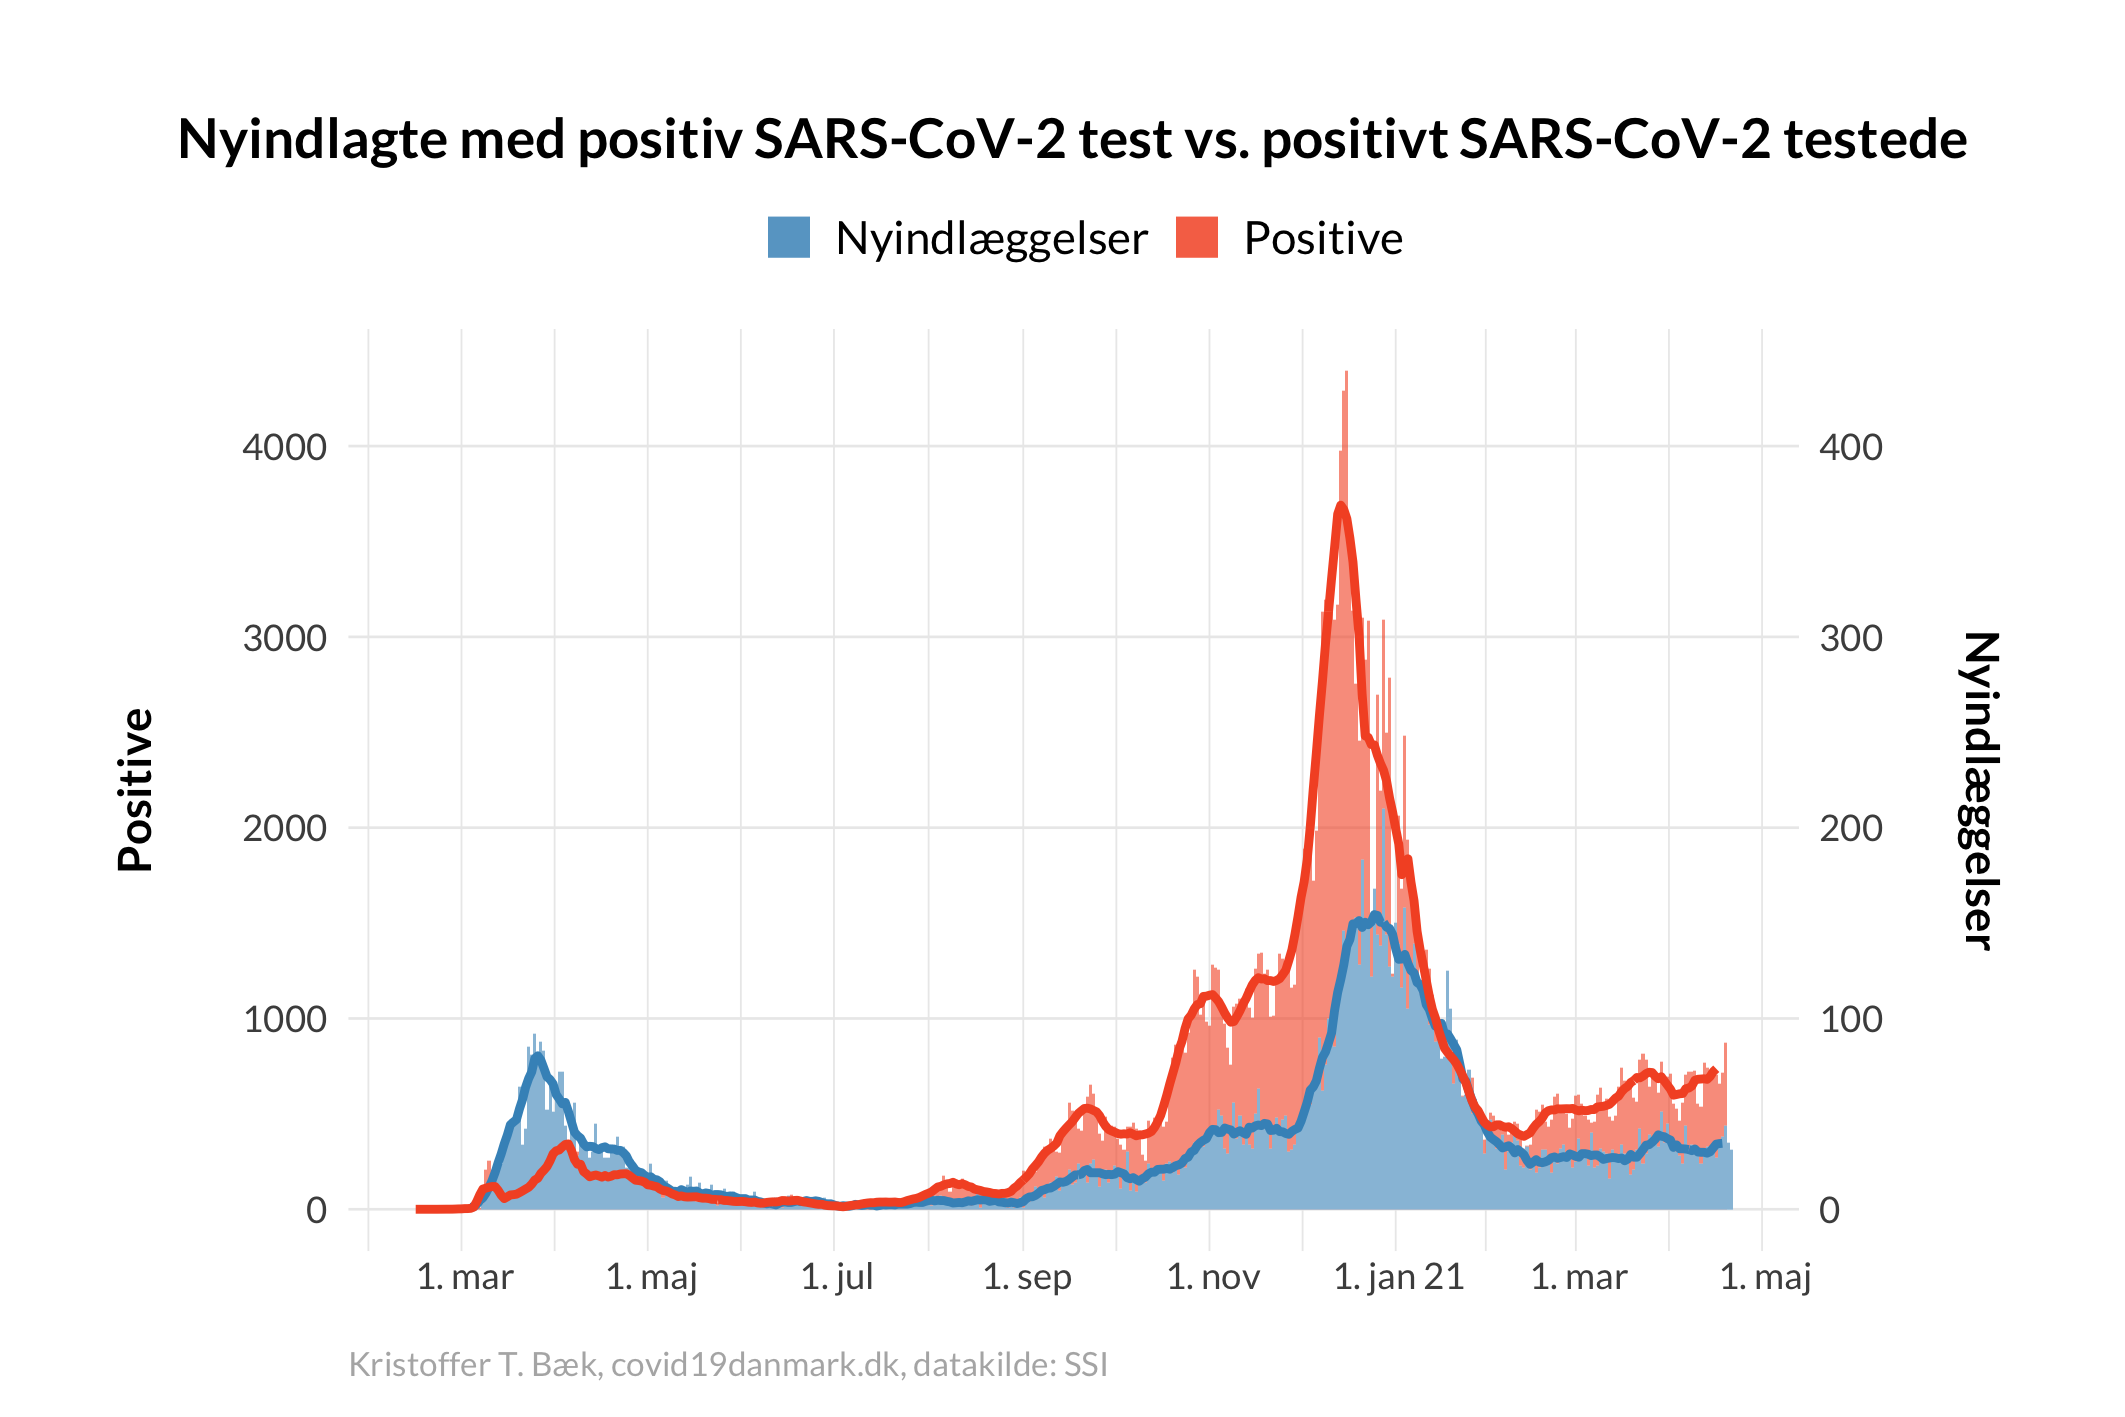 Nyindlagte med positiv SARS-CoV-2 test vs. positivt SARS-CoV-2 testede
Nyindlæggelser Positive
4000
3000
2000
1000
0
Positive
400
300
200
100
0
Nyindlæggelser
1. mar 1. maj 1. jul 1. sep 1. nov 1. jan 21 1. mar 1. maj
Kristoffer T. Bæk, covid19danmark.dk, datakilde: SSI